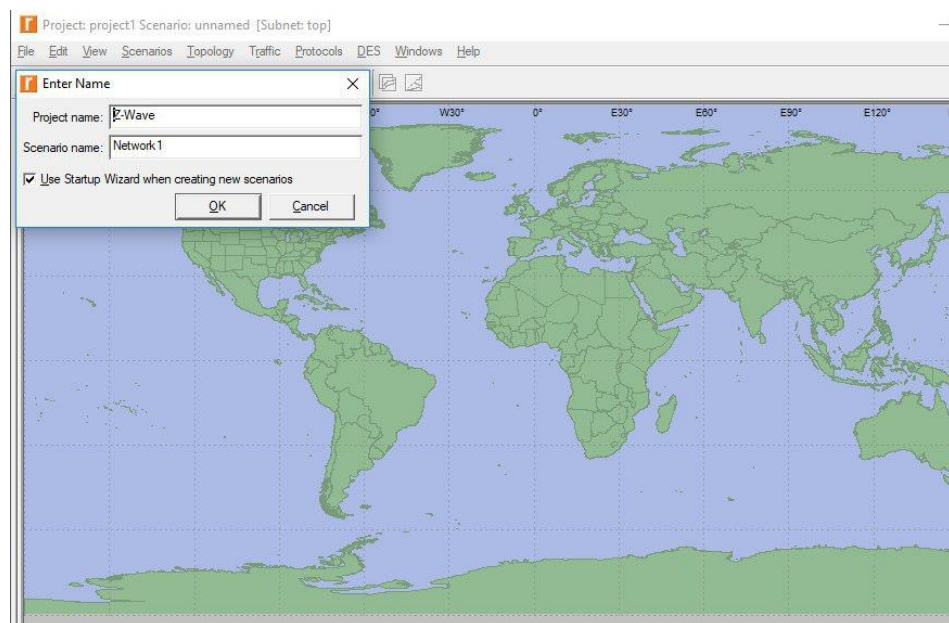 Project: project1 Scenario: unnamed [Subnet: top]
File Edit View Scenarios Topology Traffic Protocols DES Windows Help
Enter Name
Project name: Z-Wave
Scenario name: Network1
Use Startup Wizard when creating new scenarios
OK Cancel
W30° 0° E30° E60° E90° E120°